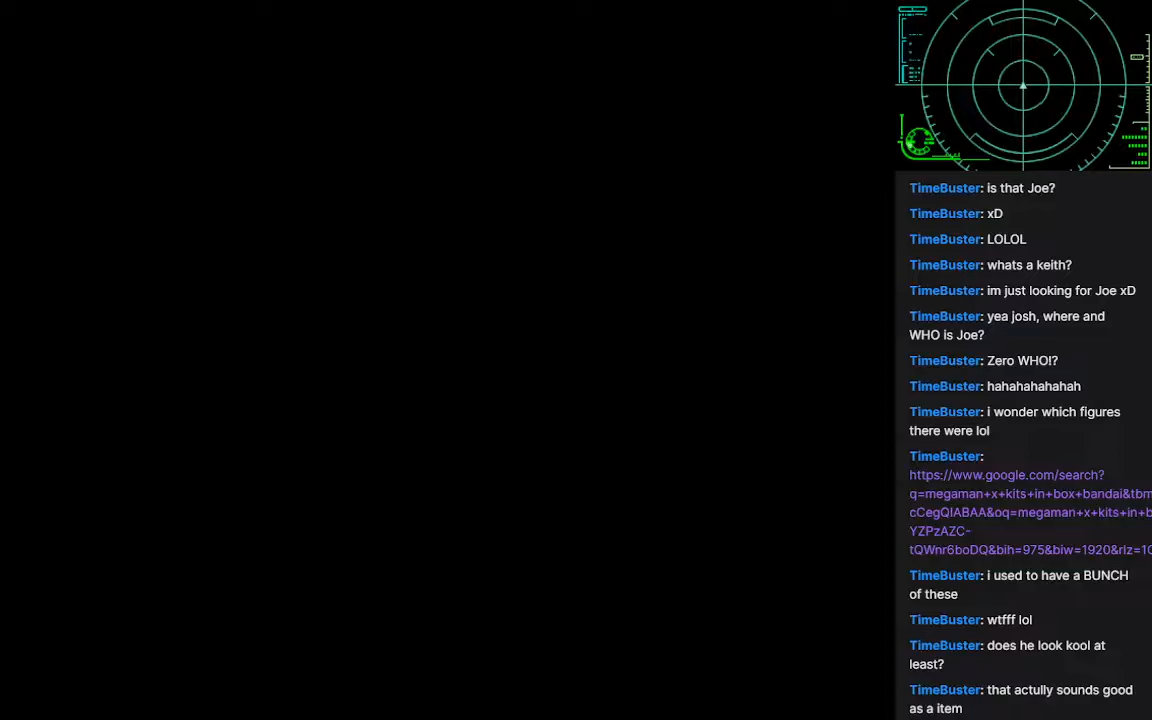 TimeBuster: is that Joe?
TimeBuster: xD
TimeBuster: LOLOL
TimeBuster: whats a keith?
TimeBuster: im just looking for Joe xD
TimeBuster: yea josh, where and
WHO is Joe?
TimeBuster: Zero WHO!?
TimeBuster: hahahahahahah
TimeBuster: i wonder which figures
there were lol
TimeBuster:
https://www.google.com/search?
q=megaman+x+kits+in+box+bandai&tbm
cCegQIABAA&oq=megaman+x+kits+in+b
YZPzAZC-
tQWnr6boDQ&bih=975&biw=1920&rlz=1C
TimeBuster: i used to have a BUNCH
of these
TimeBuster: wtfff lol
TimeBuster: does he look kool at
least?
TimeBuster: that actully sounds good
as a item